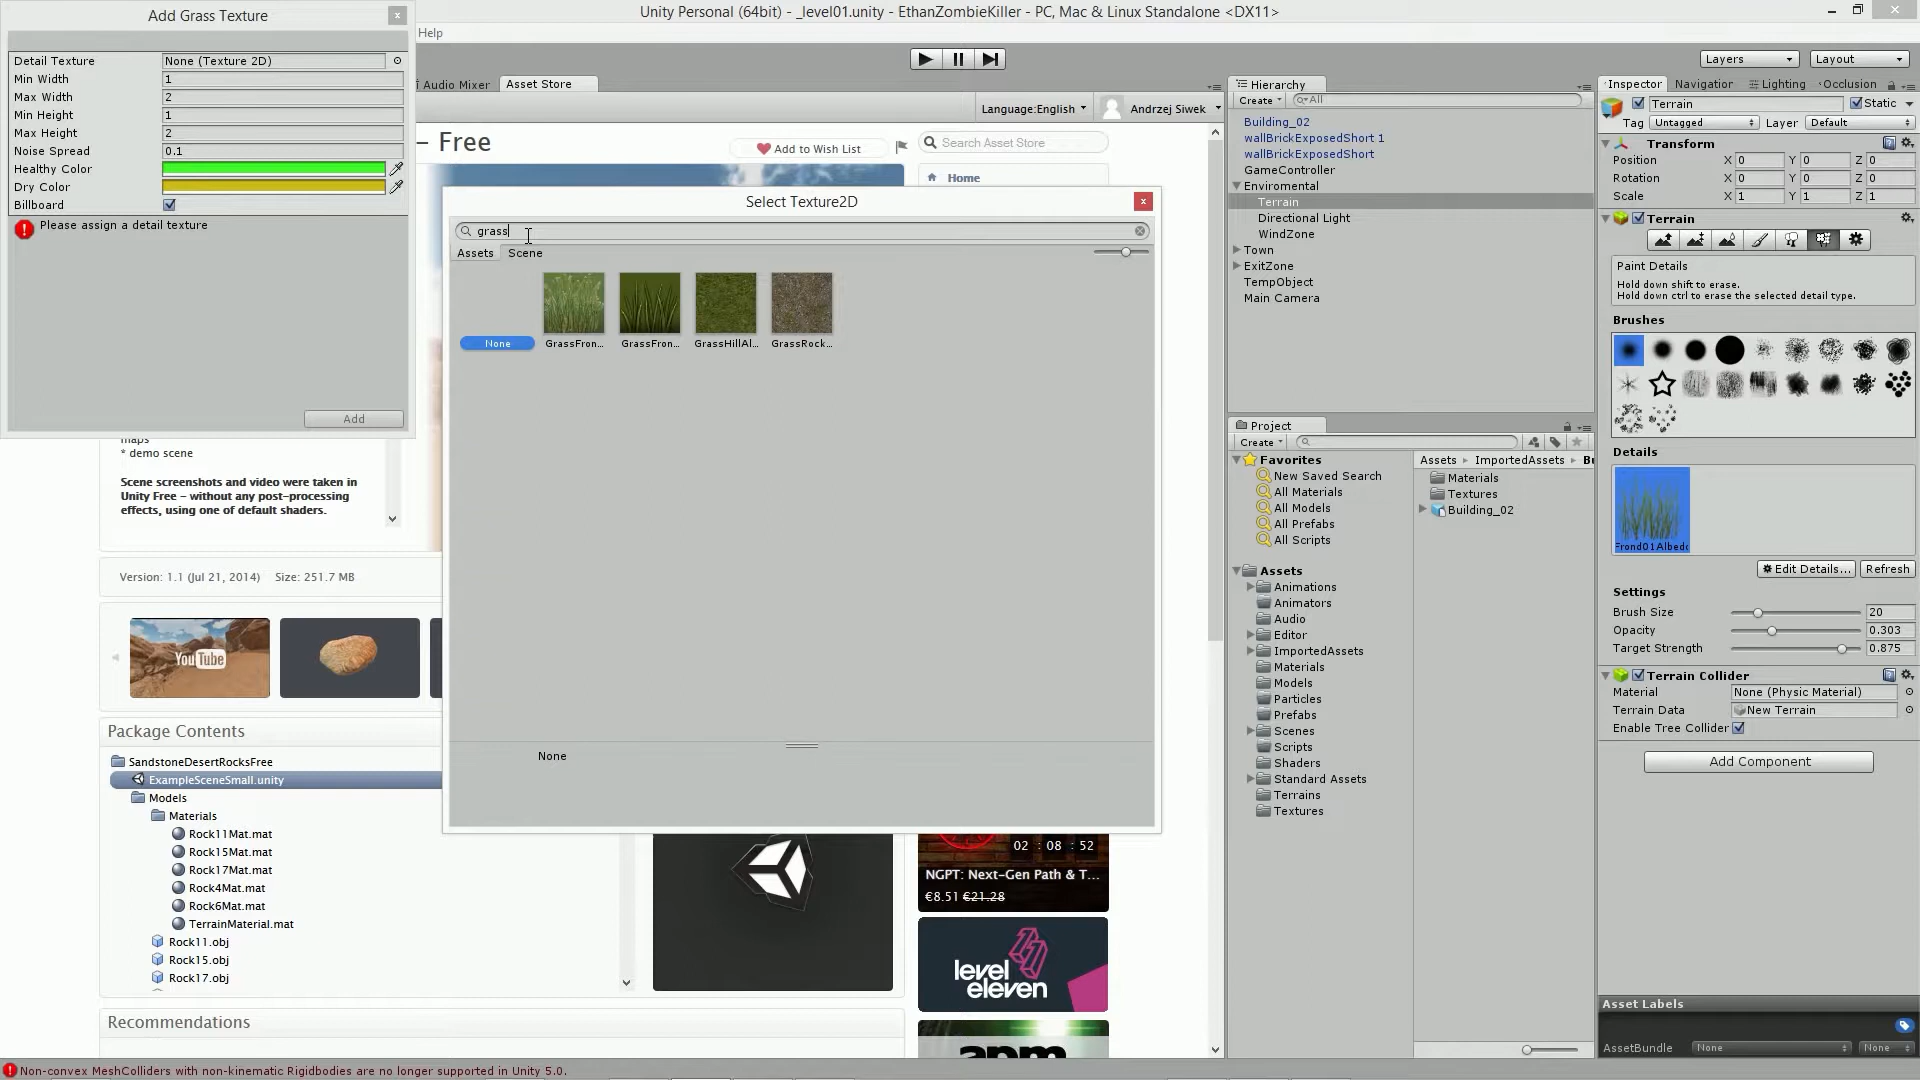 Add Grass Texture
Unity Personal (64bit) - _level01.unity - EthanZombieKiller - PC, Mac & Linux Standalone <DX11>
Help
Detail Texture None (Texture 2D)
Min Width 1
Max Width 2
Min Height 1
Max Height 2
Noise Spread 0.1
Healthy Color
Dry Color
Billboard
Please assign a detail texture
Add
Audio Mixer Asset Store
Language:English Andrzej Siwek
– Free
Add to Wish List
Search Asset Store
Home
Select Texture2D
grass
Assets Scene
None GrassFron... GrassFron... GrassHillAl... GrassRock...
None
maps
* demo scene
Scene screenshots and video were taken in
Unity Free – without any post-processing
effects, using one of default shaders.
Version: 1.1 (Jul 21, 2014) Size: 251.7 MB
YouTube
Package Contents
SandstoneDesertRocksFree
ExampleSceneSmall.unity
Models
Materials
Rock11Mat.mat
Rock15Mat.mat
Rock17Mat.mat
Rock4Mat.mat
Rock6Mat.mat
TerrainMaterial.mat
Rock11.obj
Rock15.obj
Rock17.obj
Recommendations
02 : 08 : 52
NGPT: Next-Gen Path & T...
€8.51 €21.28
level
eleven
Non-convex MeshColliders with non-kinematic Rigidbodies are no longer supported in Unity 5.0.
Layers Layout
Hierarchy
Create All
Building_02
wallBrickExposedShort 1
wallBrickExposedShort
GameController
Enviromental
Terrain
Directional Light
WindZone
Town
ExitZone
TempObject
Main Camera
Project
Create
Favorites
New Saved Search
All Materials
All Models
All Prefabs
All Scripts
Assets
Animations
Animators
Audio
Editor
ImportedAssets
Materials
Models
Particles
Prefabs
Scenes
Scripts
Shaders
Standard Assets
Terrains
Textures
Assets ImportedAssets
Materials
Textures
Building_02
Inspector Navigation Lighting Occlusion
Terrain Static
Tag Untagged Layer Default
Transform
Position X 0 Y 0 Z 0
Rotation X 0 Y 0 Z 0
Scale X 1 Y 1 Z 1
Terrain
Paint Details
Hold down shift to erase.
Hold down ctrl to erase the selected detail type.
Brushes
Details
Frond01Albedo
Edit Details... Refresh
Settings
Brush Size 20
Opacity 0.303
Target Strength 0.875
Terrain Collider
Material None (Physic Material)
Terrain Data New Terrain
Enable Tree Collider
Add Component
Asset Labels
AssetBundle None None